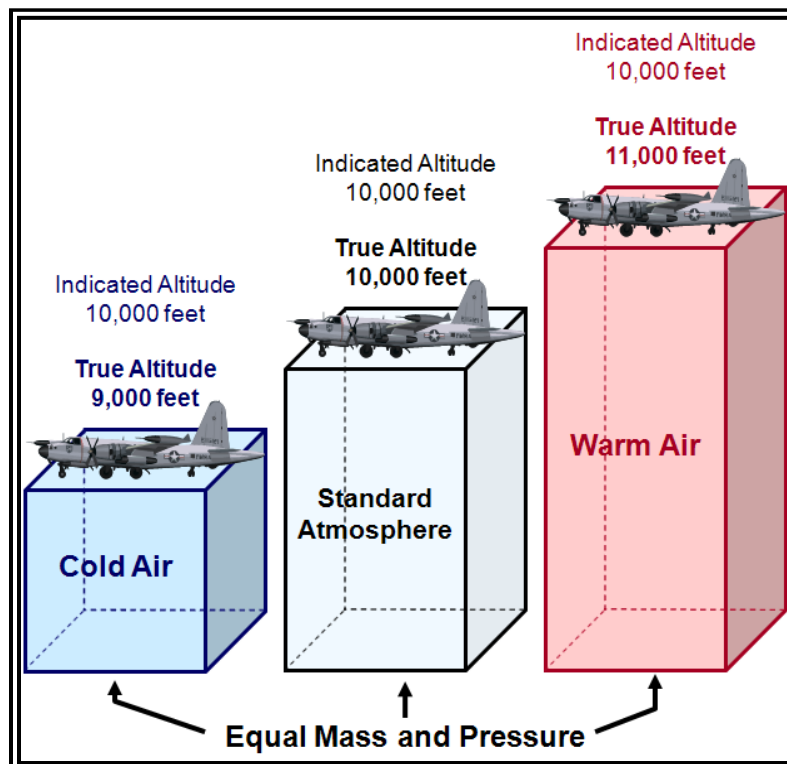 Indicated Altitude
10,000 feet
True Altitude
9,000 feet
Cold Air
Indicated Altitude
10,000 feet
True Altitude
10,000 feet
Standard
Atmosphere
Indicated Altitude
10,000 feet
True Altitude
11,000 feet
Warm Air
Equal Mass and Pressure